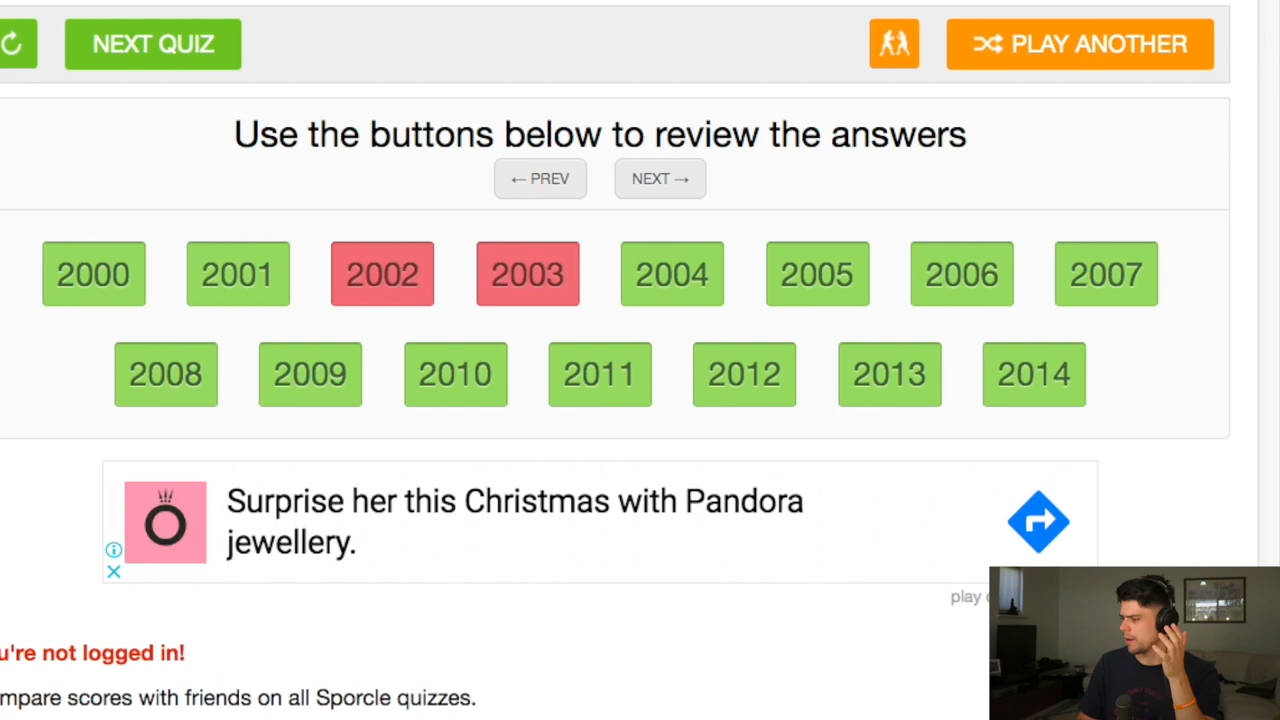 NEXT QUIZ
PLAY ANOTHER
Use the buttons below to review the answers
← PREV
NEXT →
2000 2001 2002 2003 2004 2005 2006 2007
2008 2009 2010 2011 2012 2013 2014
Surprise her this Christmas with Pandora
jewellery.
play
u're not logged in!
mpare scores with friends on all Sporcle quizzes.